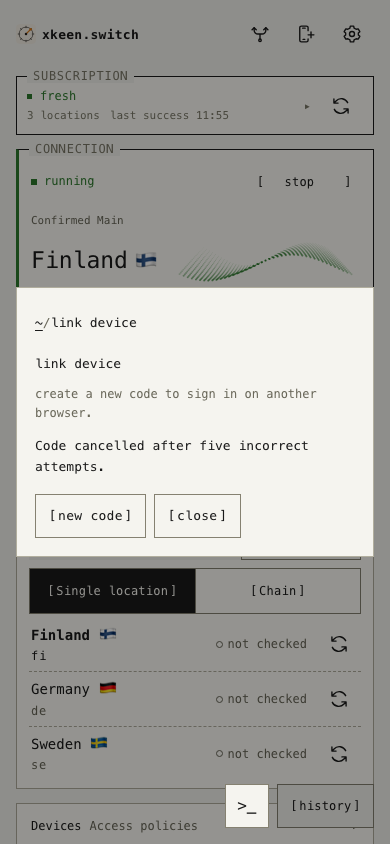 xkeen.switch
SUBSCRIPTION
fresh
3 locations last success 11:55
CONNECTION
running
[ stop ]
Confirmed Main
Finland
~/link device
link device
create a new code to sign in on another
browser.
Code cancelled after five incorrect
attempts.
[new code] [close]
[Single location] [Chain]
Finland
fi
not checked
Germany
de
not checked
Sweden
se
not checked
>_ [history]
Devices Access policies